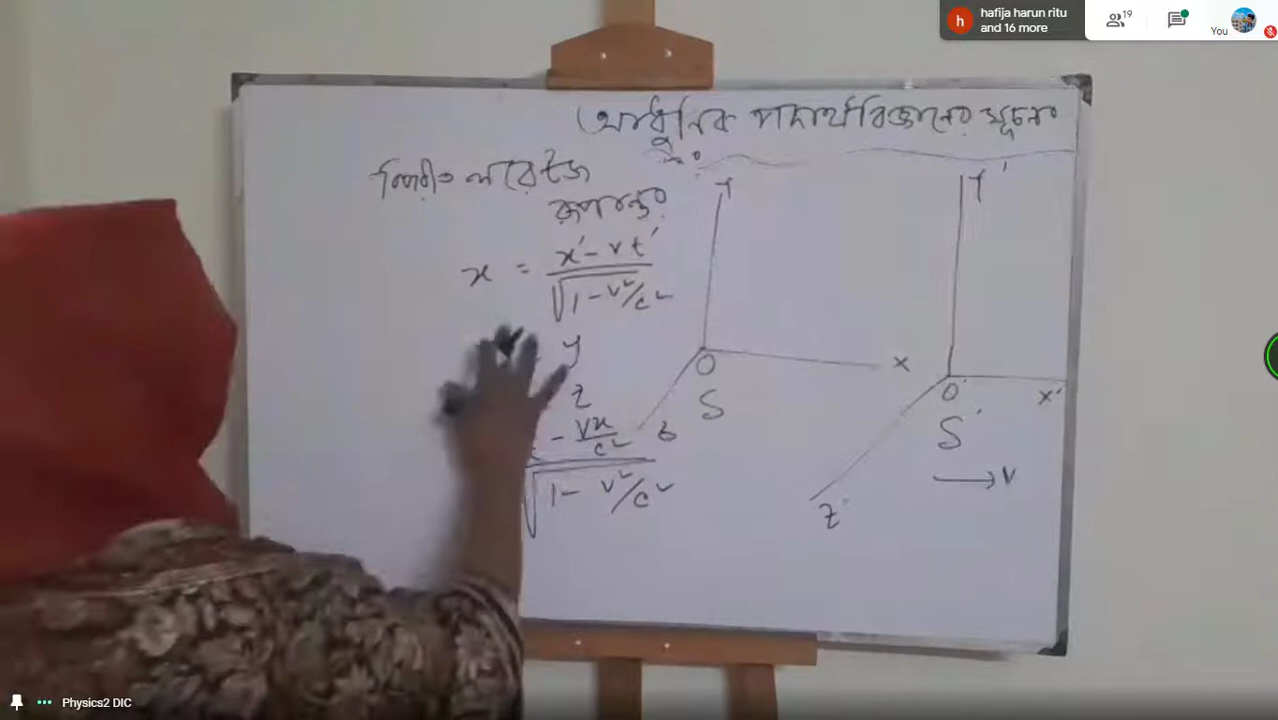 hafija harun ritu
and 16 more
19
You
আধুনিক পদার্থবিজ্ঞানের সূচনা
বিপরীত লরেন্টজ
রূপান্তর
x = x′ - vt′ / √1 - v²/c²
y
z
- vx/c² / √1 - v²/c²
Y
X
O
S
z
Y′
X′
O′
S′
→ v
Z′
Physics2 DIC